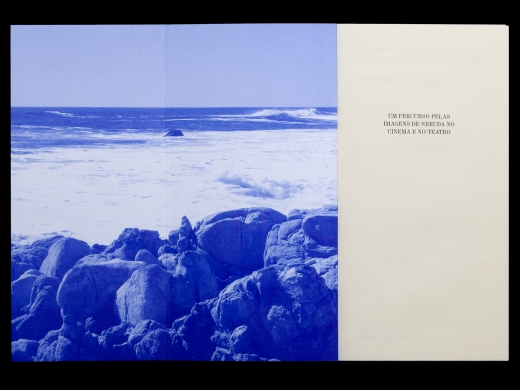 UM PERCURSO PELAS
IMAGENS DE NERUDA NO
CINEMA E NO TEATRO